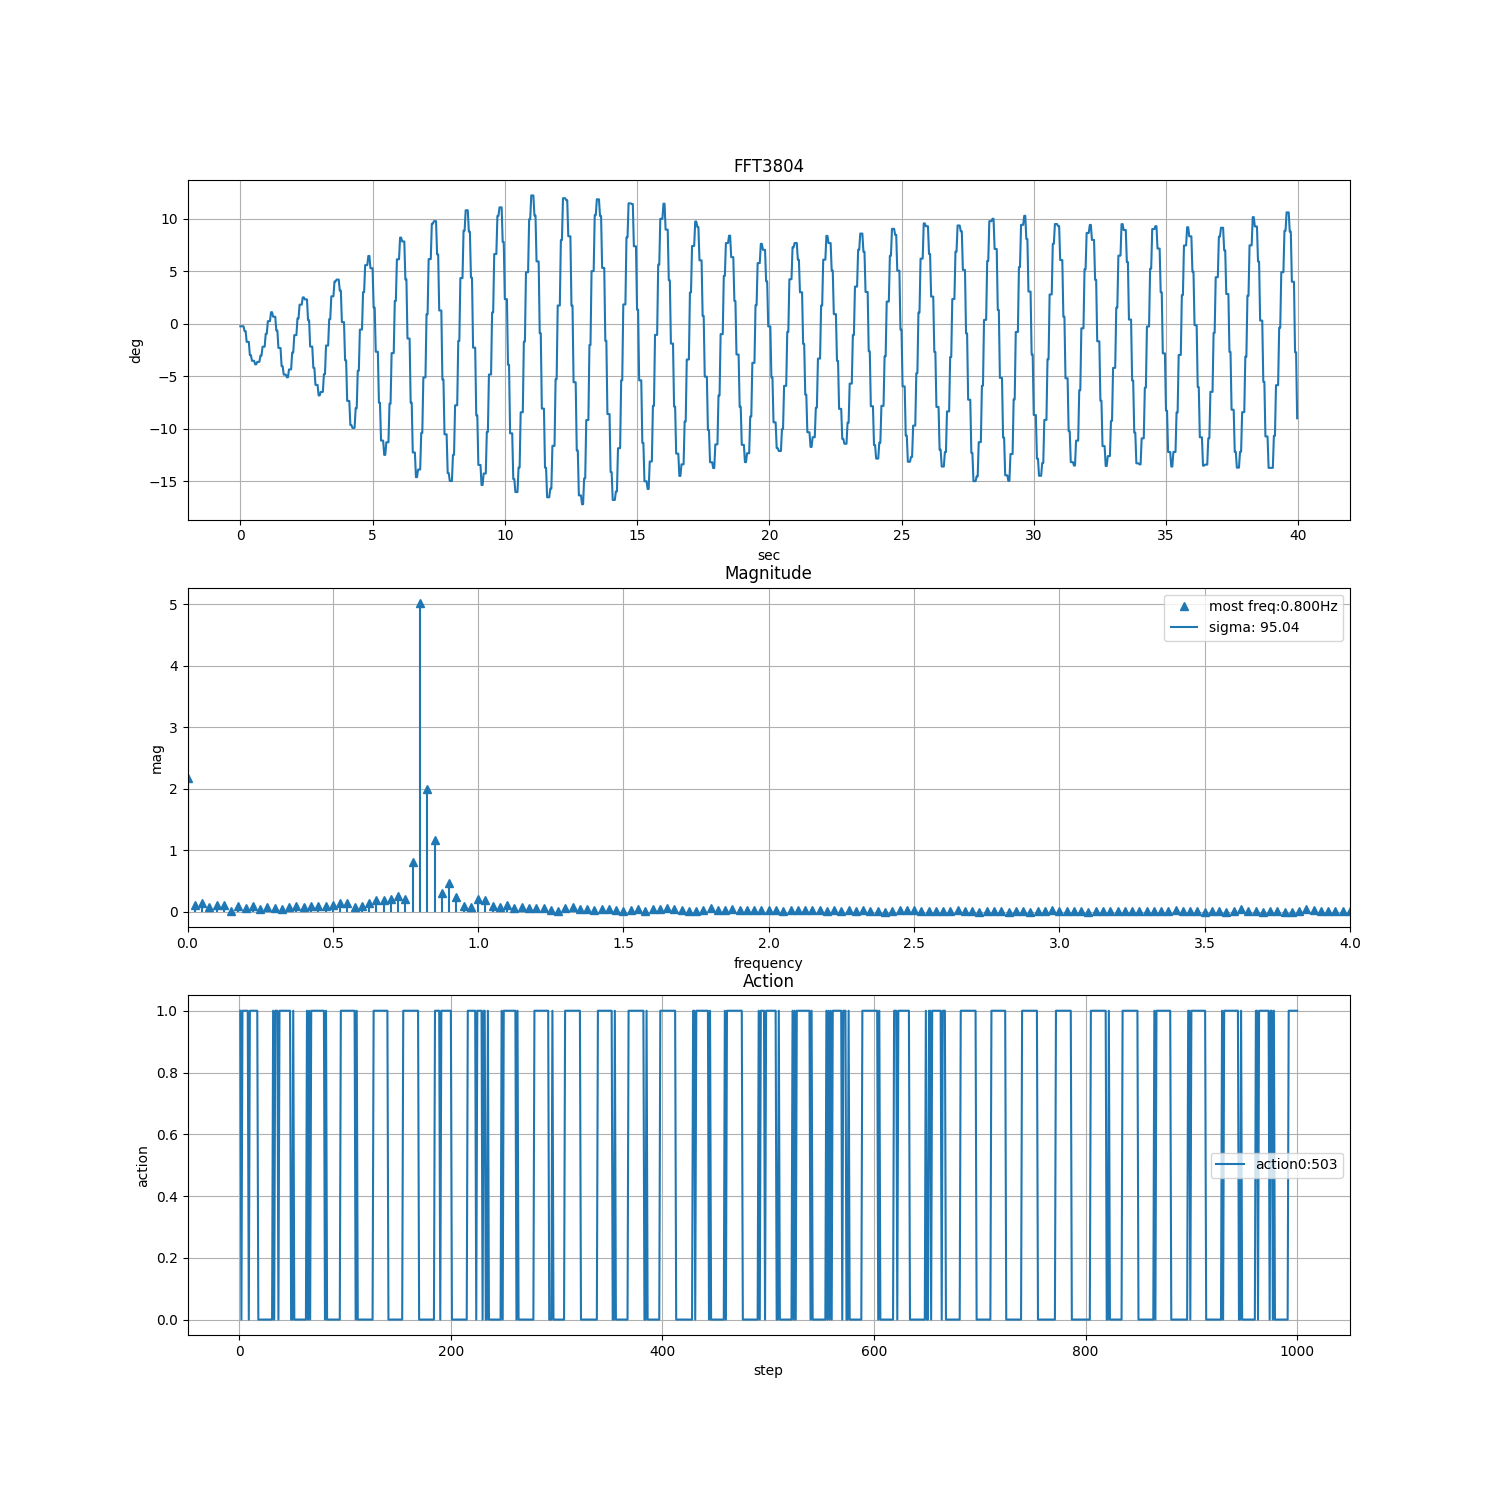 FFT3804
10
5
0
−5
−10
−15
deg
0 5 10 15 20 25 30 35 40
sec
Magnitude
5
4
3
2
1
0
mag
most freq:0.800Hz
sigma: 95.04
0.0 0.5 1.0 1.5 2.0 2.5 3.0 3.5 4.0
frequency
Action
1.0
0.8
0.6
0.4
0.2
0.0
action
action0:503
0 200 400 600 800 1000
step